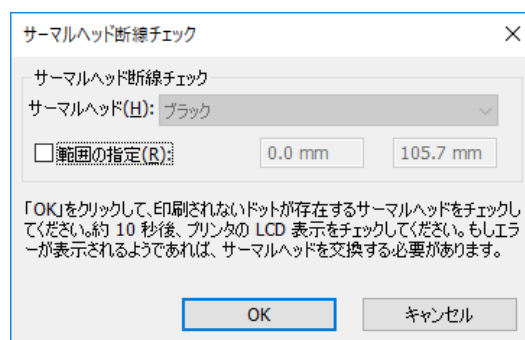 サーマルヘッド断線チェック
サーマルヘッド断線チェック
サーマルヘッド(H): ブラック
範囲の指定(R): 0.0 mm 105.7 mm
「OK」をクリックして、印刷されないドットが存在するサーマルヘッドをチェックし
てください。約 10 秒後、プリンタの LCD 表示をチェックしてください。もしエラ
ーが表示されるようであれば、サーマルヘッドを交換する必要があります。
OK キャンセル